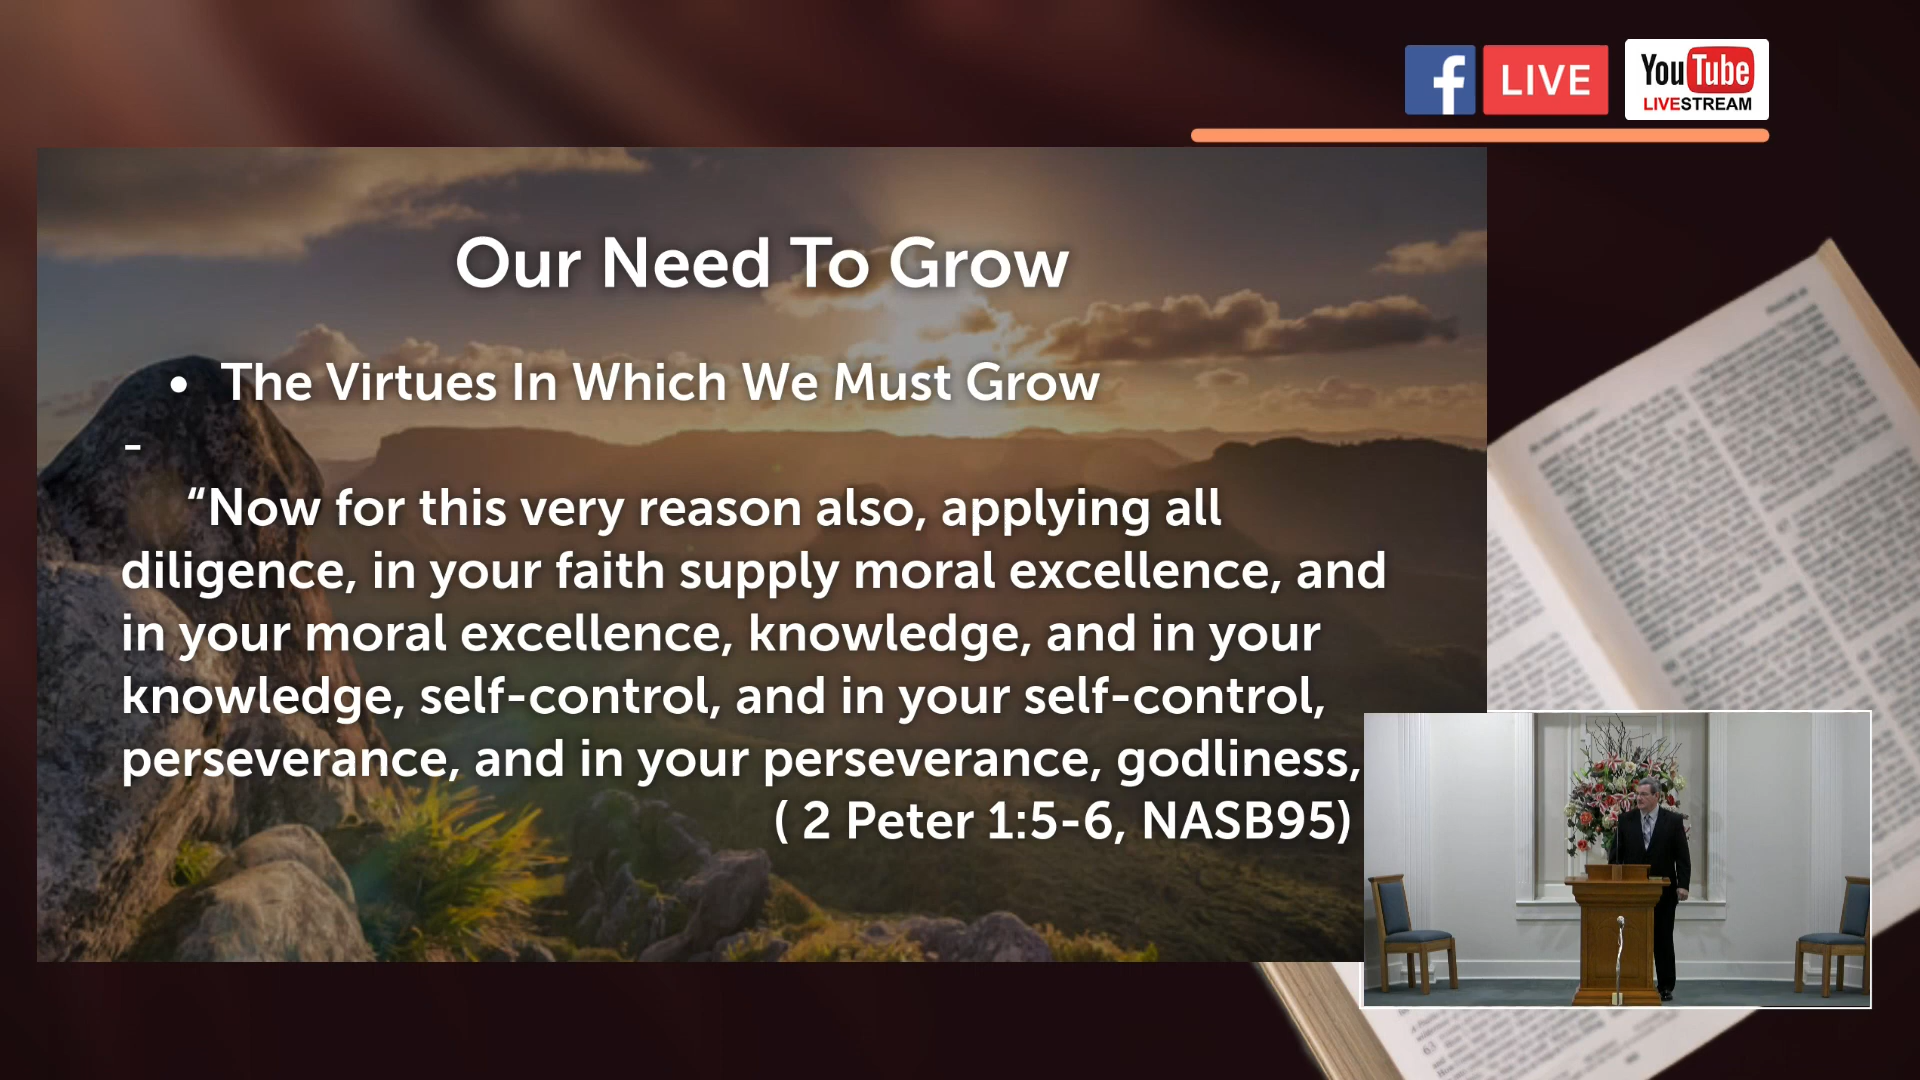 f LIVE
YouTube
LIVESTREAM
Our Need To Grow
• The Virtues In Which We Must Grow
-
“Now for this very reason also, applying all
diligence, in your faith supply moral excellence, and
in your moral excellence, knowledge, and in your
knowledge, self-control, and in your self-control,
perseverance, and in your perseverance, godliness,
( 2 Peter 1:5-6, NASB95)
63